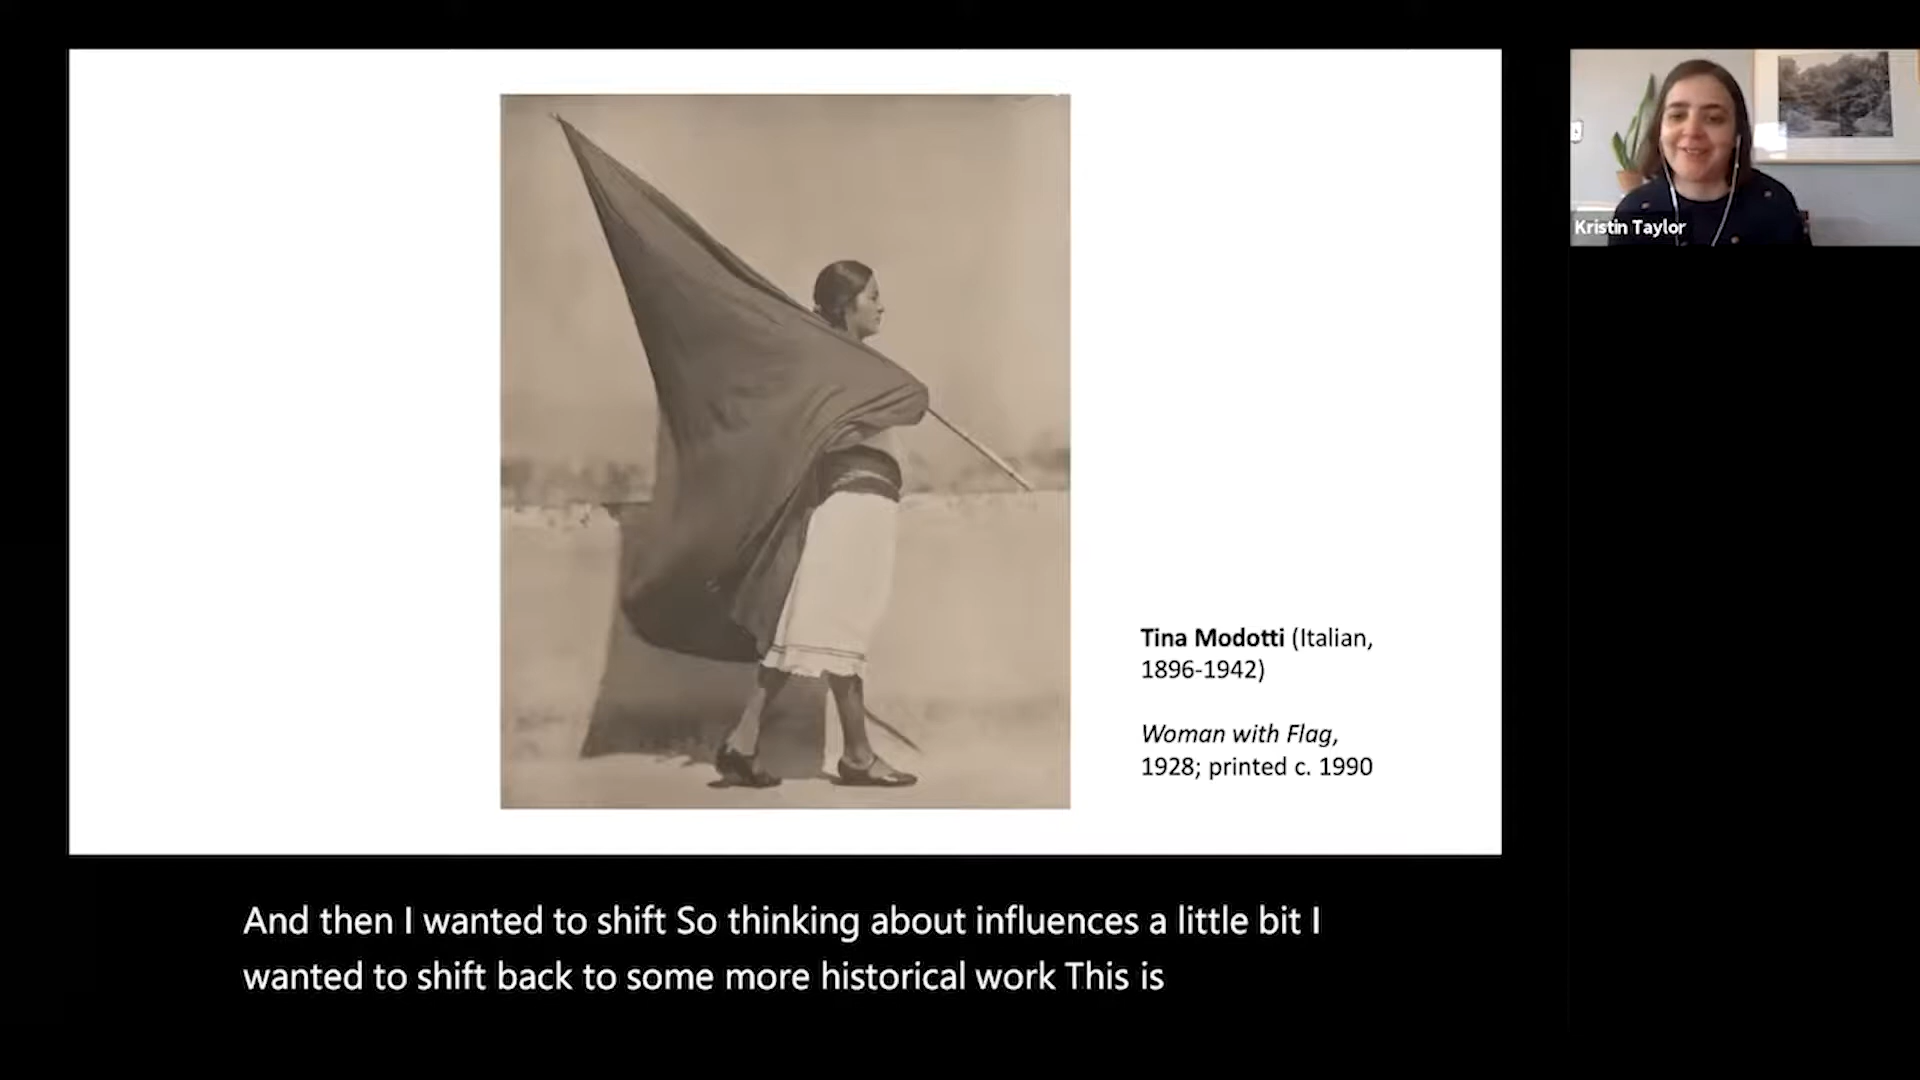 Kristin Taylor
Tina Modotti (Italian,
1896-1942)
Woman with Flag,
1928; printed c. 1990
And then I wanted to shift So thinking about influences a little bit I
wanted to shift back to some more historical work This is